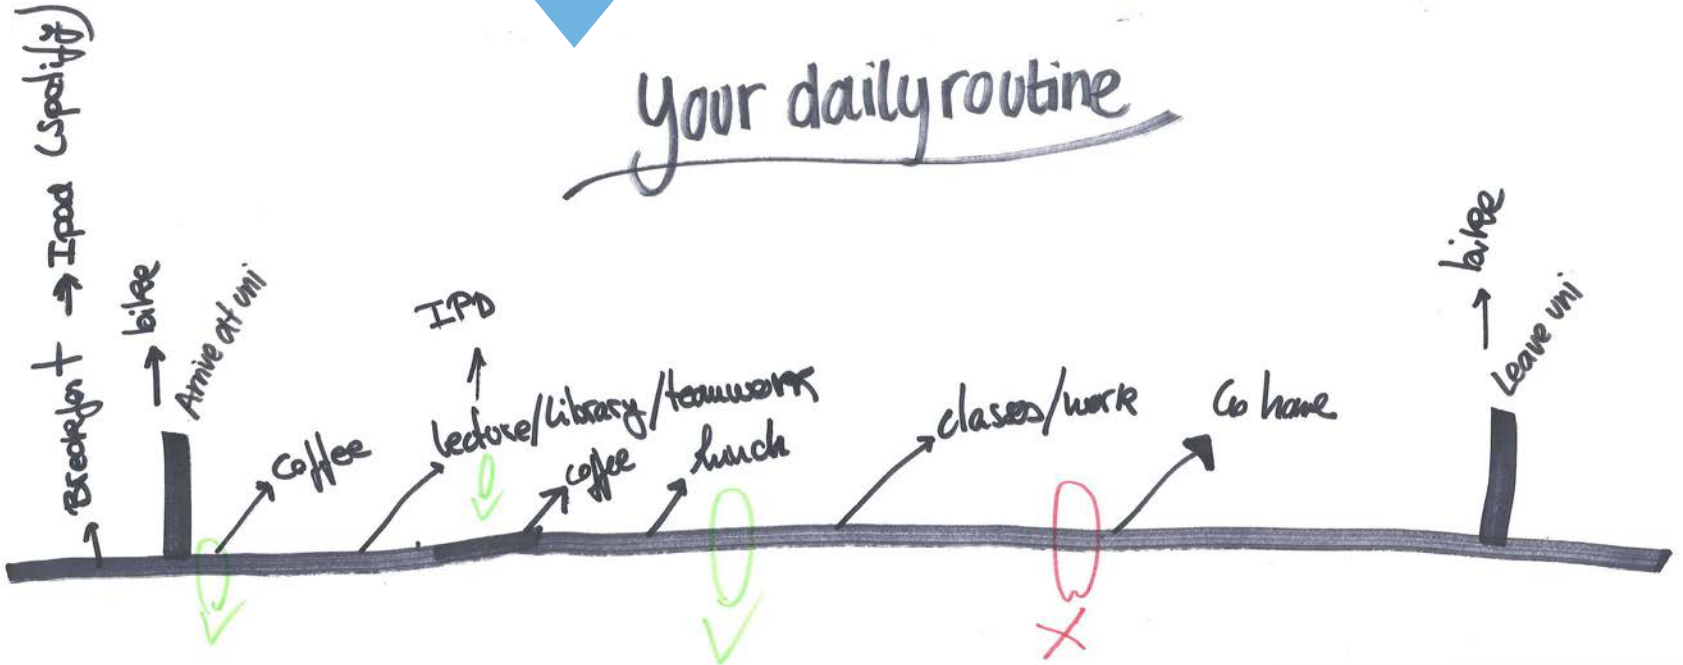 Your daily routine
Breakfast → Ipad (spotify)
→ bike
Arrive at uni
Coffee
IPD
lecture/library/teamwork
coffee
lunch
classes/work
Go home
→ bike
Leave uni